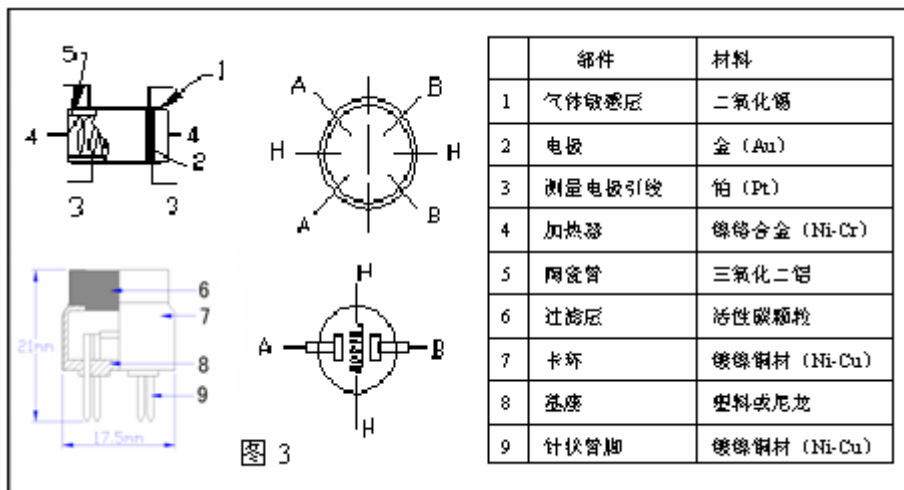 5
1
4
4
2
3
3
A
B
H
H
A
B
6
7
8
9
21mm
17.5mm
H
A
B
H
图 3
部件 材料
1 气体敏感层 二氧化锡
2 电极 金（Au）
3 测量电极引线 铂（Pt）
4 加热器 镍铬合金（Ni-Cr）
5 陶瓷管 三氧化二铝
6 过滤层 活性碳颗粒
7 卡环 镀镍铜材（Ni-Cu）
8 基座 塑料或尼龙
9 针状管脚 镀镍铜材（Ni-Cu）